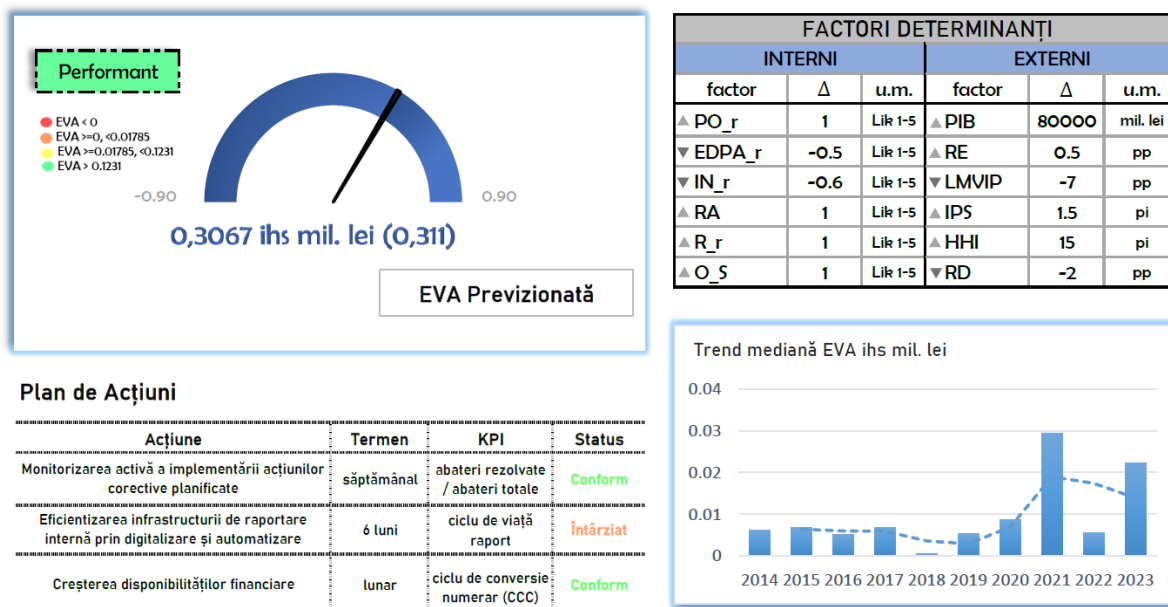 Performant
EVA < 0
EVA >=0, <0.01785
EVA >=0.01785, <0.1231
EVA > 0.1231
-0.90
0.90
0,3067 ihs mil. lei (0,311)
EVA Previzionată
FACTORI DETERMINANȚI
INTERNI EXTERNI
factor Δ u.m. factor Δ u.m.
▲ PO_r 1 Lik 1-5 ▲ PIB 80000 mil. lei
▼ EDPA_r -0.5 Lik 1-5 ▲ RE 0.5 pp
▼ IN_r -0.6 Lik 1-5 ▼ LMVIP -7 pp
▲ RA 1 Lik 1-5 ▲ IPS 1.5 pi
▲ R_r 1 Lik 1-5 ▲ HHI 15 pi
▲ O_S 1 Lik 1-5 ▼ RD -2 pp
Plan de Acțiuni
Acțiune Termen KPI Status
Monitorizarea activă a implementării acțiunilor
corective planificate
săptămânal
abateri rezolvate
/ abateri totale
Conform
Eficientizarea infrastructurii de raportare
internă prin digitalizare și automatizare
6 luni
ciclu de viață
raport
Întârziat
Creșterea disponibilităților financiare
lunar
ciclu de conversie
numerar (CCC)
Conform
Trend mediană EVA ihs mil. lei
0.04
0.03
0.02
0.01
0
2014 2015 2016 2017 2018 2019 2020 2021 2022 2023